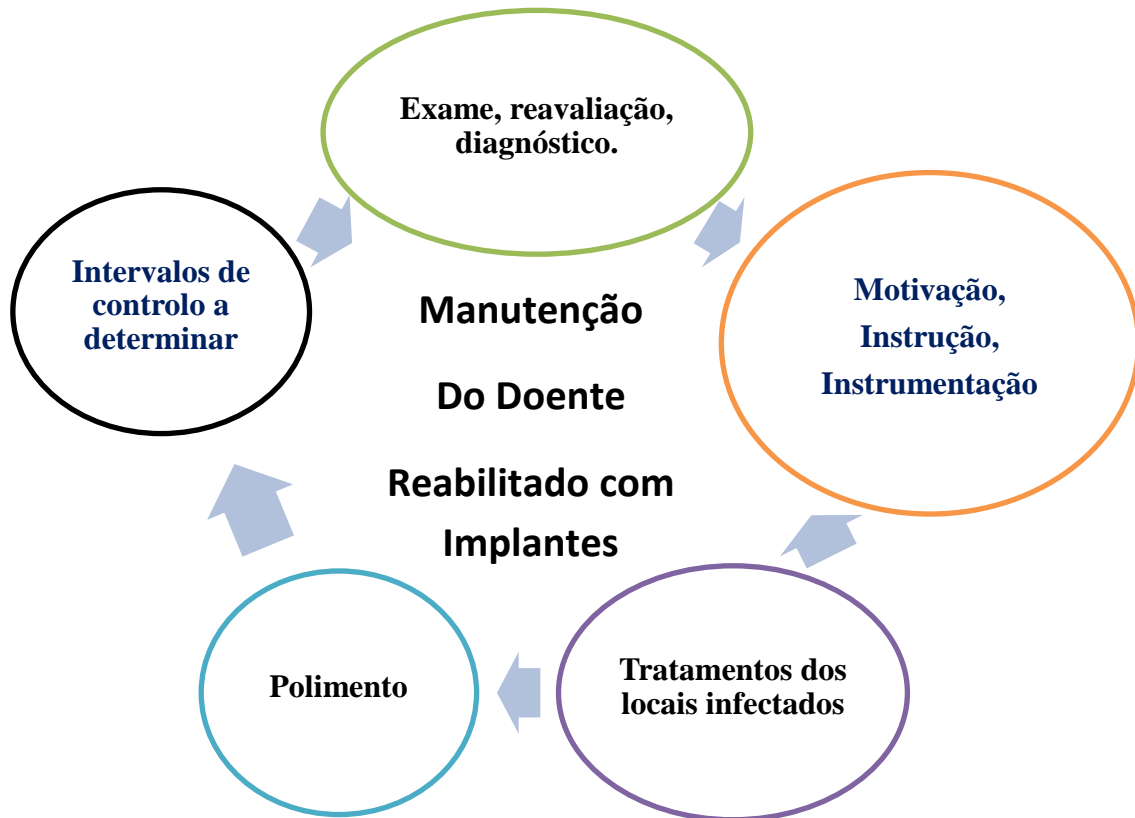 Exame, reavaliação,
diagnóstico.
Motivação,
Instrução,
Instrumentação
Tratamentos dos
locais infectados
Polimento
Intervalos de
controlo a
determinar
Manutenção
Do Doente
Reabilitado com
Implantes